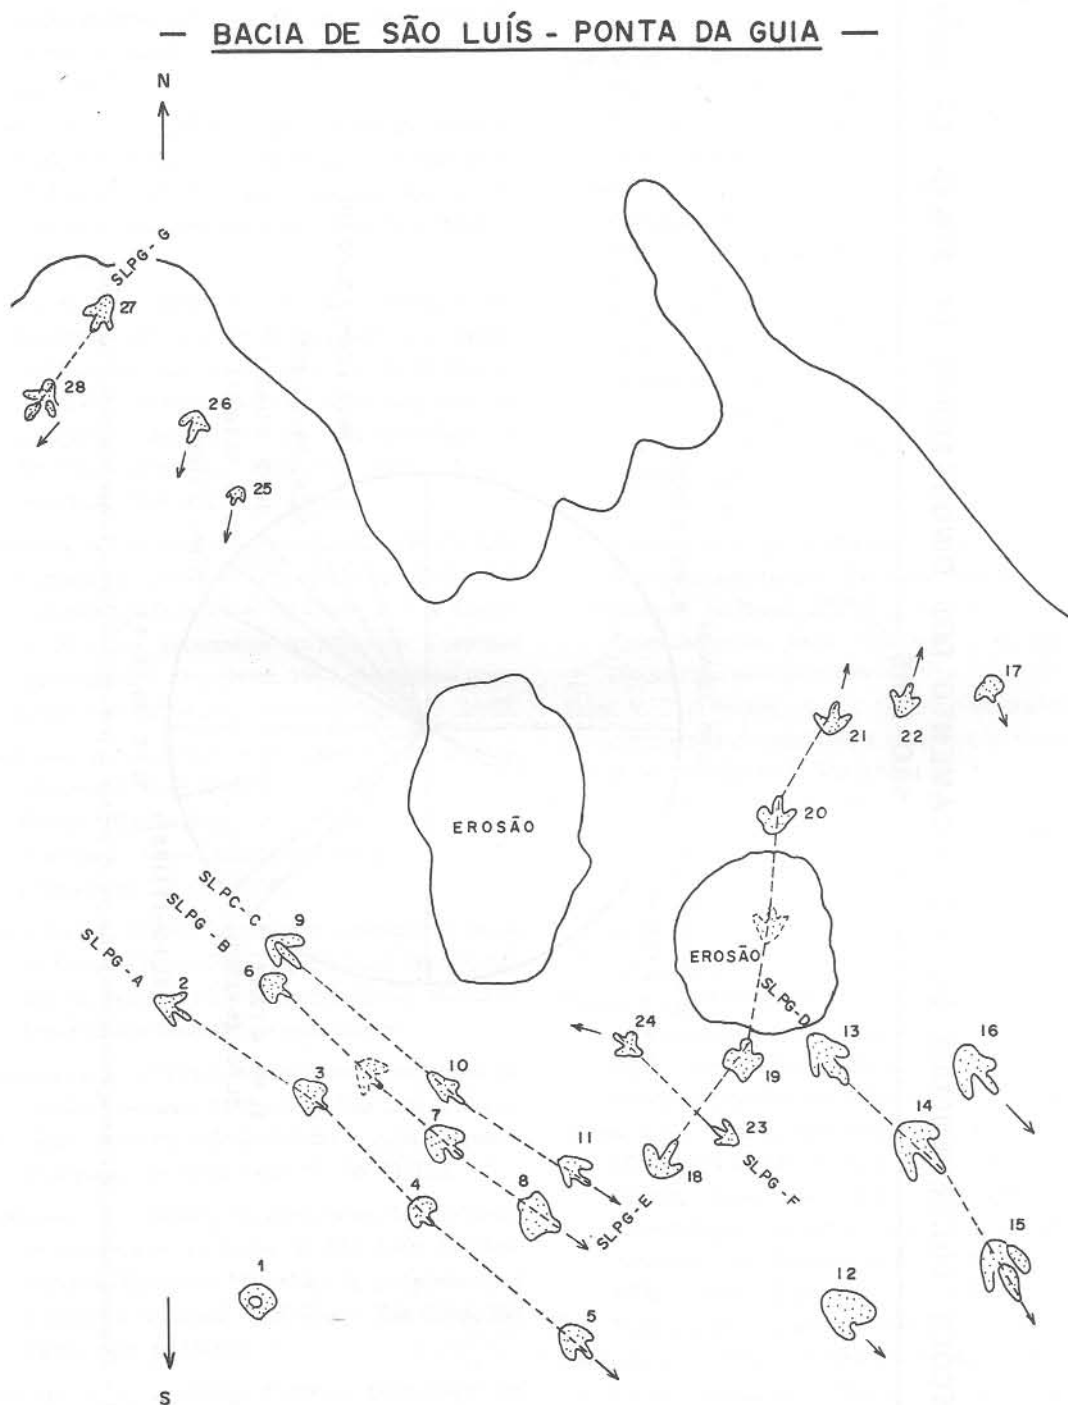 — BACIA DE SÃO LUÍS - PONTA DA GUIA —
N
SLPG - G
27
28
26
25
17
21
22
20
EROSÃO
EROSÃO
SLPG-D
SLPC-C
SLPG-B
SLPG-A
9
6
2
3
10
7
11
4
8
24
19
13
16
14
23
18
SLPG-F
SLPG-E
15
1
12
5
S